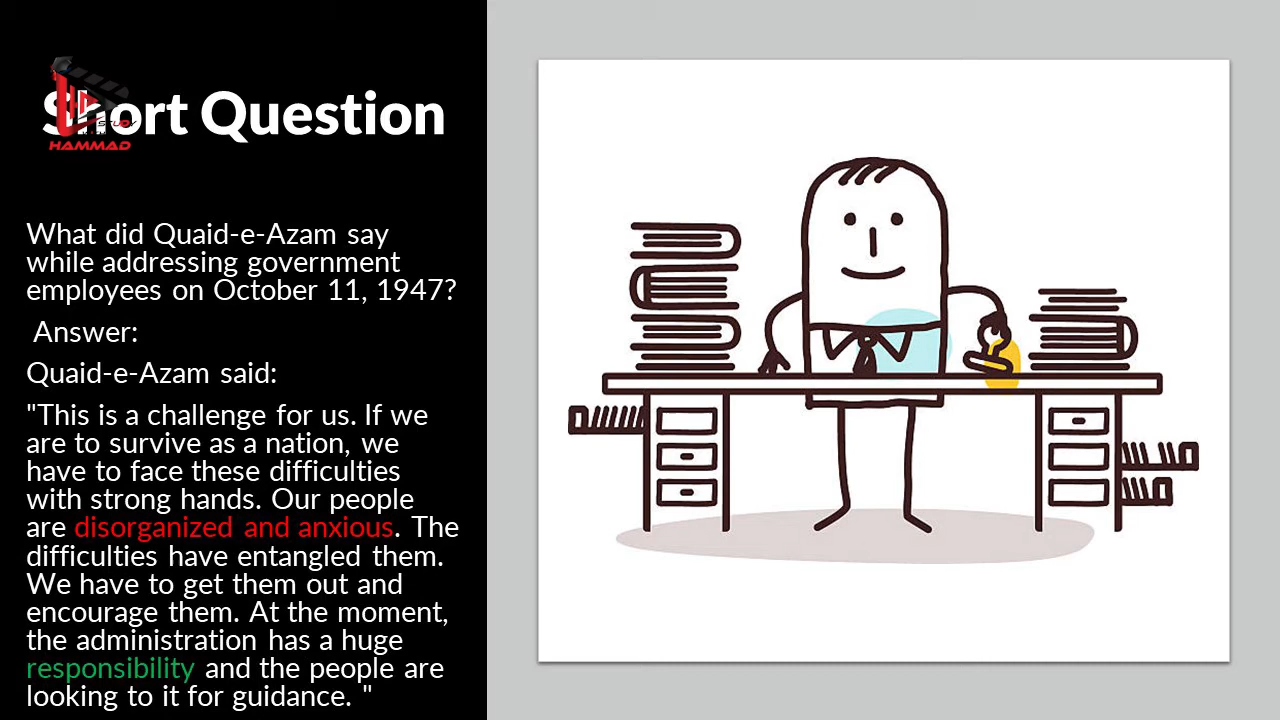 Short Question
STUDY
HAMMAD
What did Quaid-e-Azam say
while addressing government
employees on October 11, 1947?
Answer:
Quaid-e-Azam said:
"This is a challenge for us. If we
are to survive as a nation, we
have to face these difficulties
with strong hands. Our people
are disorganized and anxious. The
difficulties have entangled them.
We have to get them out and
encourage them. At the moment,
the administration has a huge
responsibility and the people are
looking to it for guidance. "